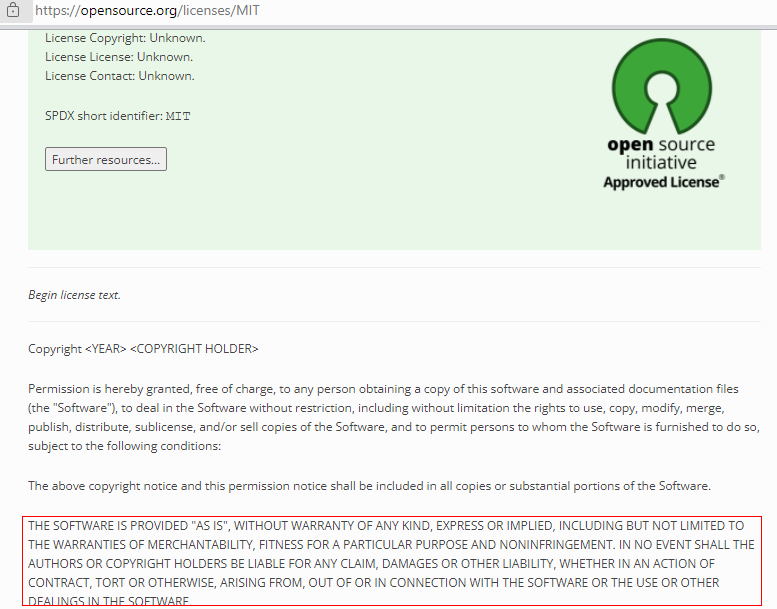 https://opensource.org/licenses/MIT
License Copyright: Unknown.
License License: Unknown.
License Contact: Unknown.
SPDX short identifier: MIT
Further resources...
open source
initiative
Approved License®
Begin license text.
Copyright <YEAR> <COPYRIGHT HOLDER>
Permission is hereby granted, free of charge, to any person obtaining a copy of this software and associated documentation files
(the "Software"), to deal in the Software without restriction, including without limitation the rights to use, copy, modify, merge,
publish, distribute, sublicense, and/or sell copies of the Software, and to permit persons to whom the Software is furnished to do so,
subject to the following conditions:
The above copyright notice and this permission notice shall be included in all copies or substantial portions of the Software.
THE SOFTWARE IS PROVIDED "AS IS", WITHOUT WARRANTY OF ANY KIND, EXPRESS OR IMPLIED, INCLUDING BUT NOT LIMITED TO
THE WARRANTIES OF MERCHANTABILITY, FITNESS FOR A PARTICULAR PURPOSE AND NONINFRINGEMENT. IN NO EVENT SHALL THE
AUTHORS OR COPYRIGHT HOLDERS BE LIABLE FOR ANY CLAIM, DAMAGES OR OTHER LIABILITY, WHETHER IN AN ACTION OF
CONTRACT, TORT OR OTHERWISE, ARISING FROM, OUT OF OR IN CONNECTION WITH THE SOFTWARE OR THE USE OR OTHER
DEALINGS IN THE SOFTWARE.